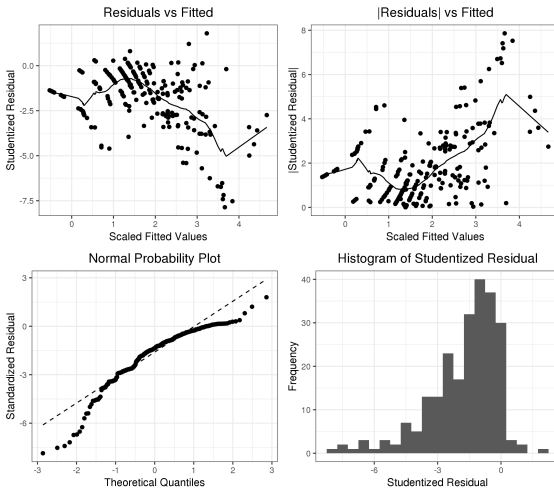 Residuals vs Fitted
Studentized Residual
0.0
-2.5
-5.0
-7.5
0 1 2 3 4
Scaled Fitted Values
|Residuals| vs Fitted
|Studentized Residual|
8
6
4
2
0
0 1 2 3 4
Scaled Fitted Values
Normal Probability Plot
Standardized Residual
3
0
-3
-6
-3 -2 -1 0 1 2 3
Theoretical Quantiles
Histogram of Studentized Residual
Frequency
40
30
20
10
0
-6 -3 0
Studentized Residual